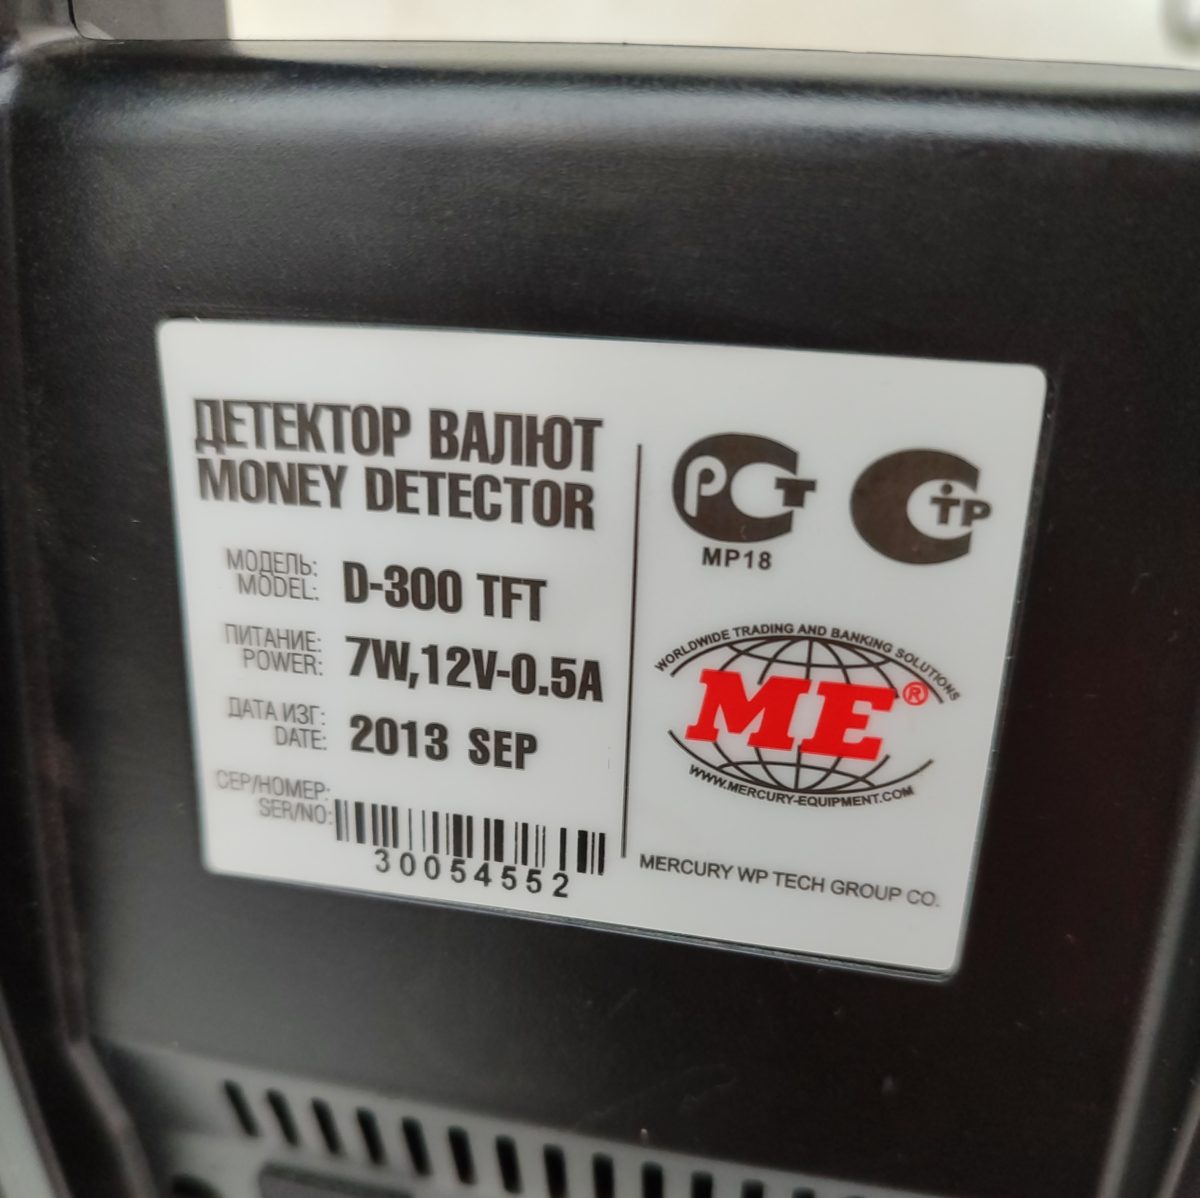 ДЕТЕКТОР ВАЛЮТ
MONEY DETECTOR
МОДЕЛЬ:
MODEL:
D-300 TFT
ПИТАНИЕ:
POWER:
7W,12V-0.5A
ДАТА ИЗГ:
DATE:
2013 SEP
СЕР/НОМЕР:
SER/NO:
30054552
РСТ
МР18
СТР
WORLDWIDE TRADING AND BANKING SOLUTIONS
ME®
WWW.MERCURY-EQUIPMENT.COM
MERCURY WP TECH GROUP CO.